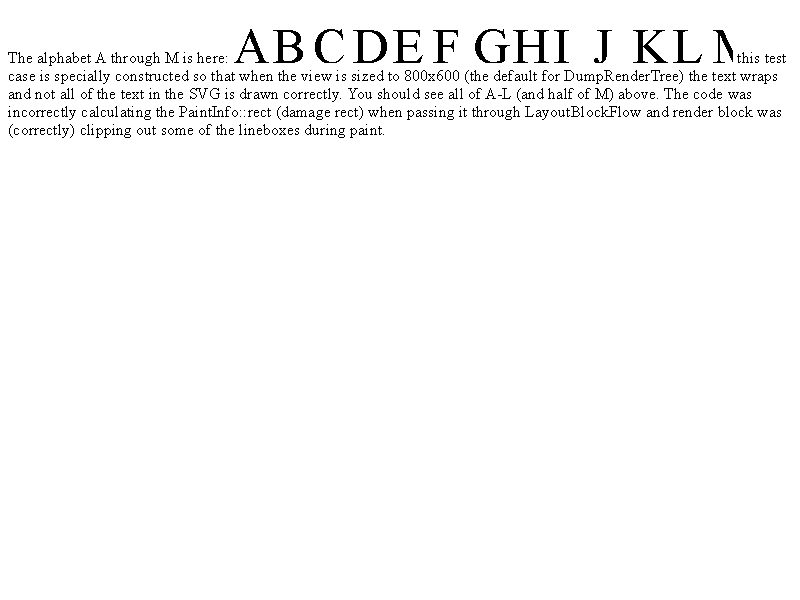 The alphabet A through M is here: ABCDEF GHI J KL M this test
case is specially constructed so that when the view is sized to 800x600 (the default for DumpRenderTree) the text wraps
and not all of the text in the SVG is drawn correctly. You should see all of A-L (and half of M) above. The code was
incorrectly calculating the PaintInfo::rect (damage rect) when passing it through LayoutBlockFlow and render block was
(correctly) clipping out some of the lineboxes during paint.